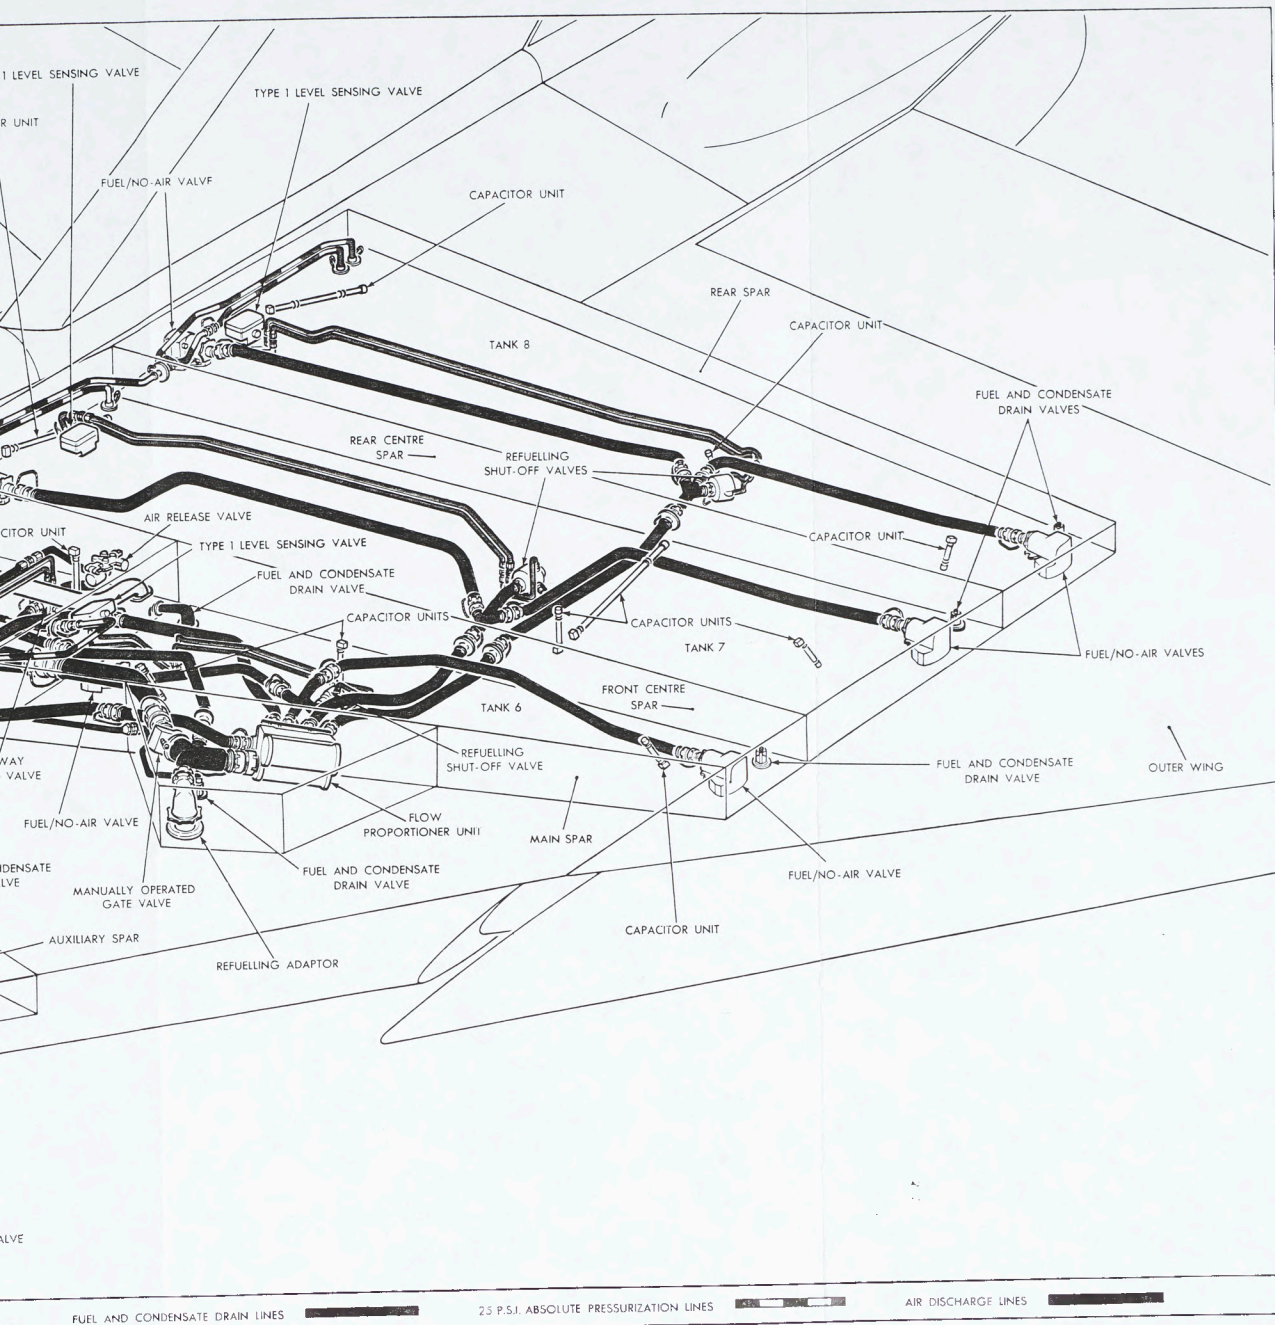 1 LEVEL SENSING VALVE
TYPE 1 LEVEL SENSING VALVE
R UNIT
FUEL/NO-AIR VALVE
CAPACITOR UNIT
REAR SPAR
CAPACITOR UNIT
TANK 8
FUEL AND CONDENSATE
DRAIN VALVES
REAR CENTRE
SPAR
REFUELLING
SHUT-OFF VALVES
AIR RELEASE VALVE
CITOR UNIT
TYPE 1 LEVEL SENSING VALVE
CAPACITOR UNIT
FUEL AND CONDENSATE
DRAIN VALVE
CAPACITOR UNITS
CAPACITOR UNITS
TANK 7
FUEL/NO-AIR VALVES
FRONT CENTRE
SPAR
TANK 6
REFUELLING
SHUT-OFF VALVE
WAY
VALVE
FUEL AND CONDENSATE
DRAIN VALVE
OUTER WING
FUEL/NO-AIR VALVE
FLOW
PROPORTIONER UNIT
MAIN SPAR
NDENSATE
LVE
FUEL AND CONDENSATE
DRAIN VALVE
FUEL/NO-AIR VALVE
MANUALLY OPERATED
GATE VALVE
CAPACITOR UNIT
AUXILIARY SPAR
REFUELLING ADAPTOR
ALVE
FUEL AND CONDENSATE DRAIN LINES
25 P.S.I. ABSOLUTE PRESSURIZATION LINES
AIR DISCHARGE LINES